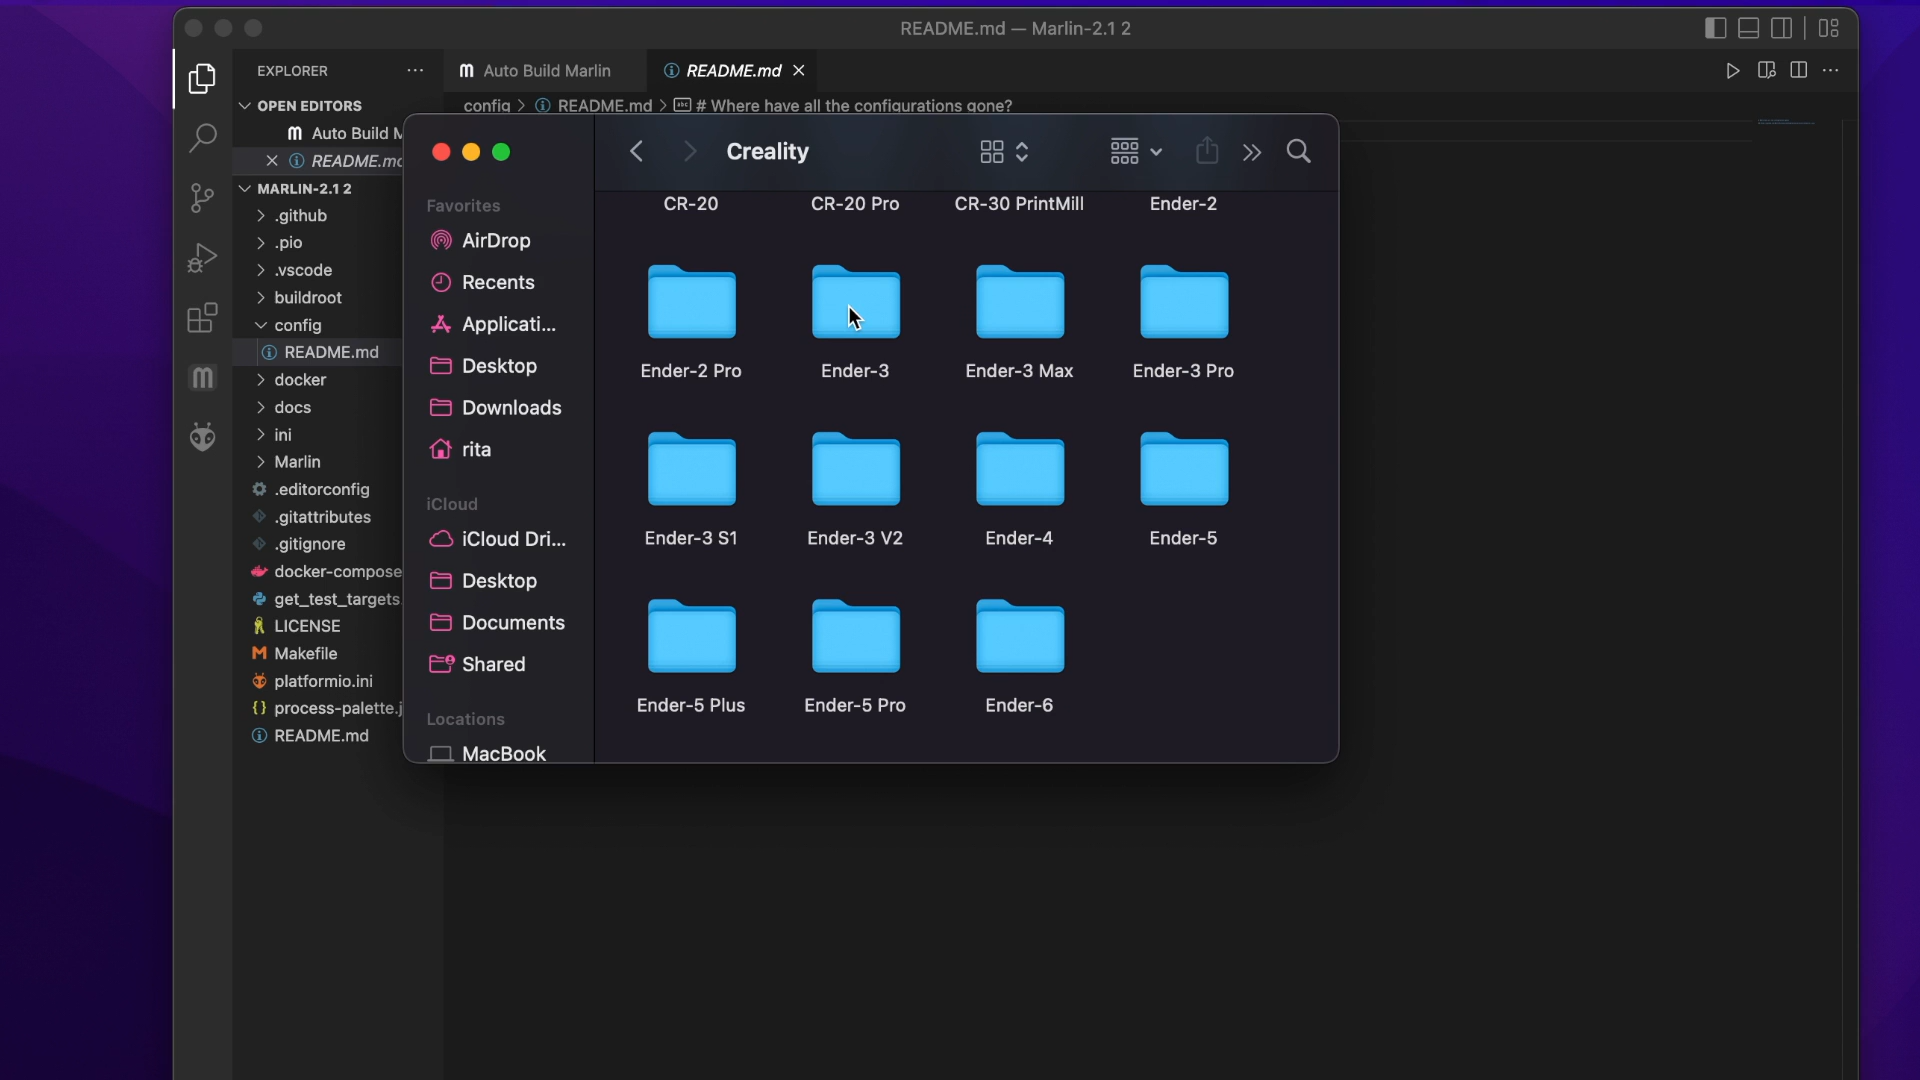 README.md — Marlin-2.1 2
EXPLORER
Auto Build Marlin
README.md
config > README.md > # Where have all the configurations gone?
OPEN EDITORS
Auto Build M
README.md
MARLIN-2.1 2
.github
.pio
.vscode
buildroot
config
README.md
docker
docs
ini
Marlin
.editorconfig
.gitattributes
.gitignore
docker-compose
get_test_targets.
LICENSE
Makefile
platformio.ini
process-palette.j
README.md
Creality
Favorites
AirDrop
Recents
Applicati...
Desktop
Downloads
rita
iCloud
iCloud Dri...
Desktop
Documents
Shared
Locations
MacBook
CR-20
CR-20 Pro
CR-30 PrintMill
Ender-2
Ender-2 Pro
Ender-3
Ender-3 Max
Ender-3 Pro
Ender-3 S1
Ender-3 V2
Ender-4
Ender-5
Ender-5 Plus
Ender-5 Pro
Ender-6